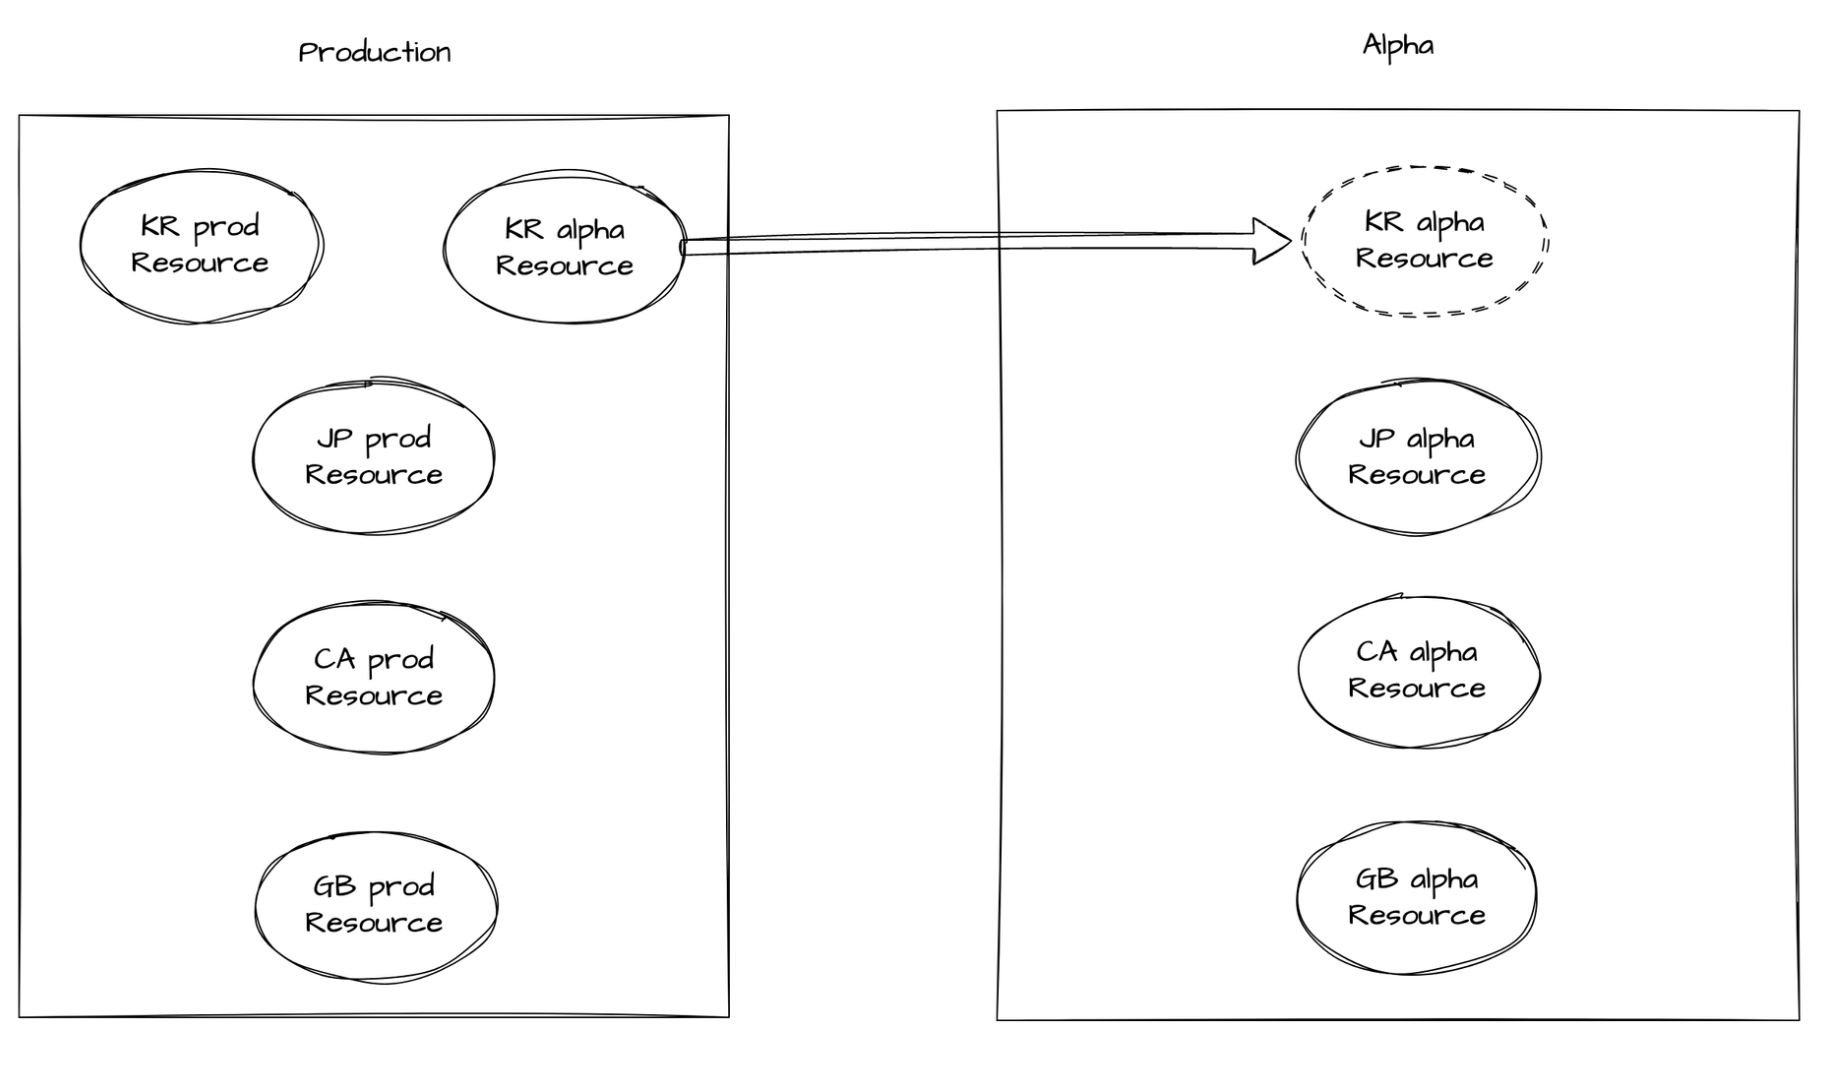 Production
KR prod
Resource
KR alpha
Resource
JP prod
Resource
CA prod
Resource
GB prod
Resource
Alpha
KR alpha
Resource
JP alpha
Resource
CA alpha
Resource
GB alpha
Resource